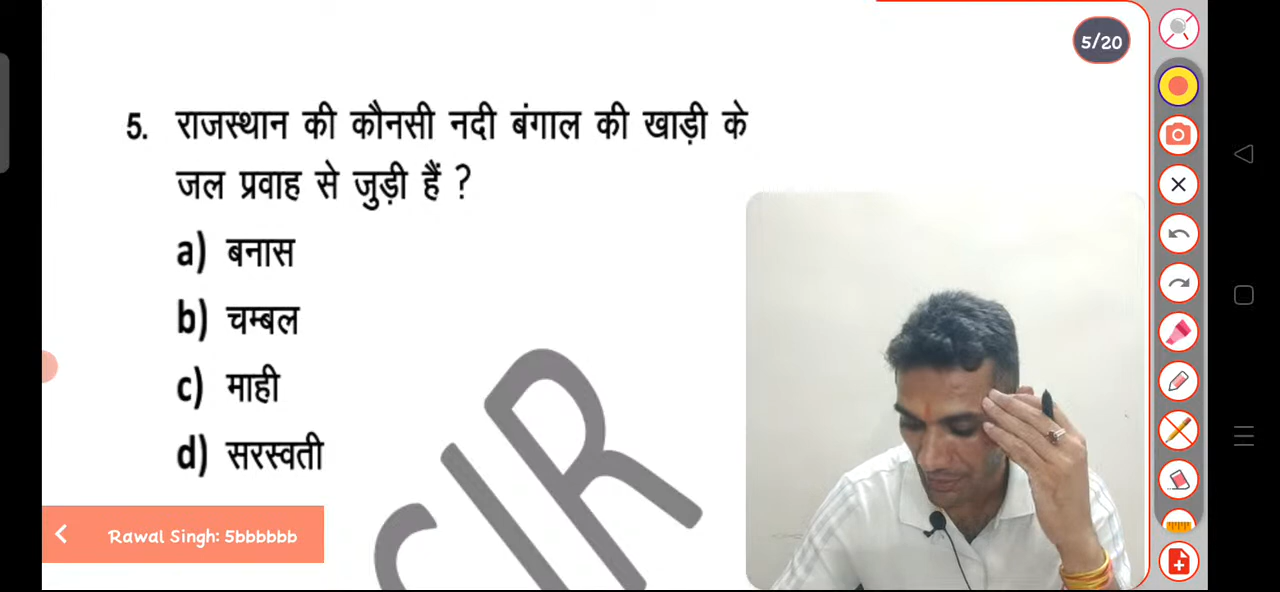 5/20
5. राजस्थान की कौनसी नदी बंगाल की खाड़ी के
जल प्रवाह से जुड़ी हैं ?
a) बनास
b) चम्बल
c) माही
d) सरस्वती
Rawal Singh: 5bbbbbb